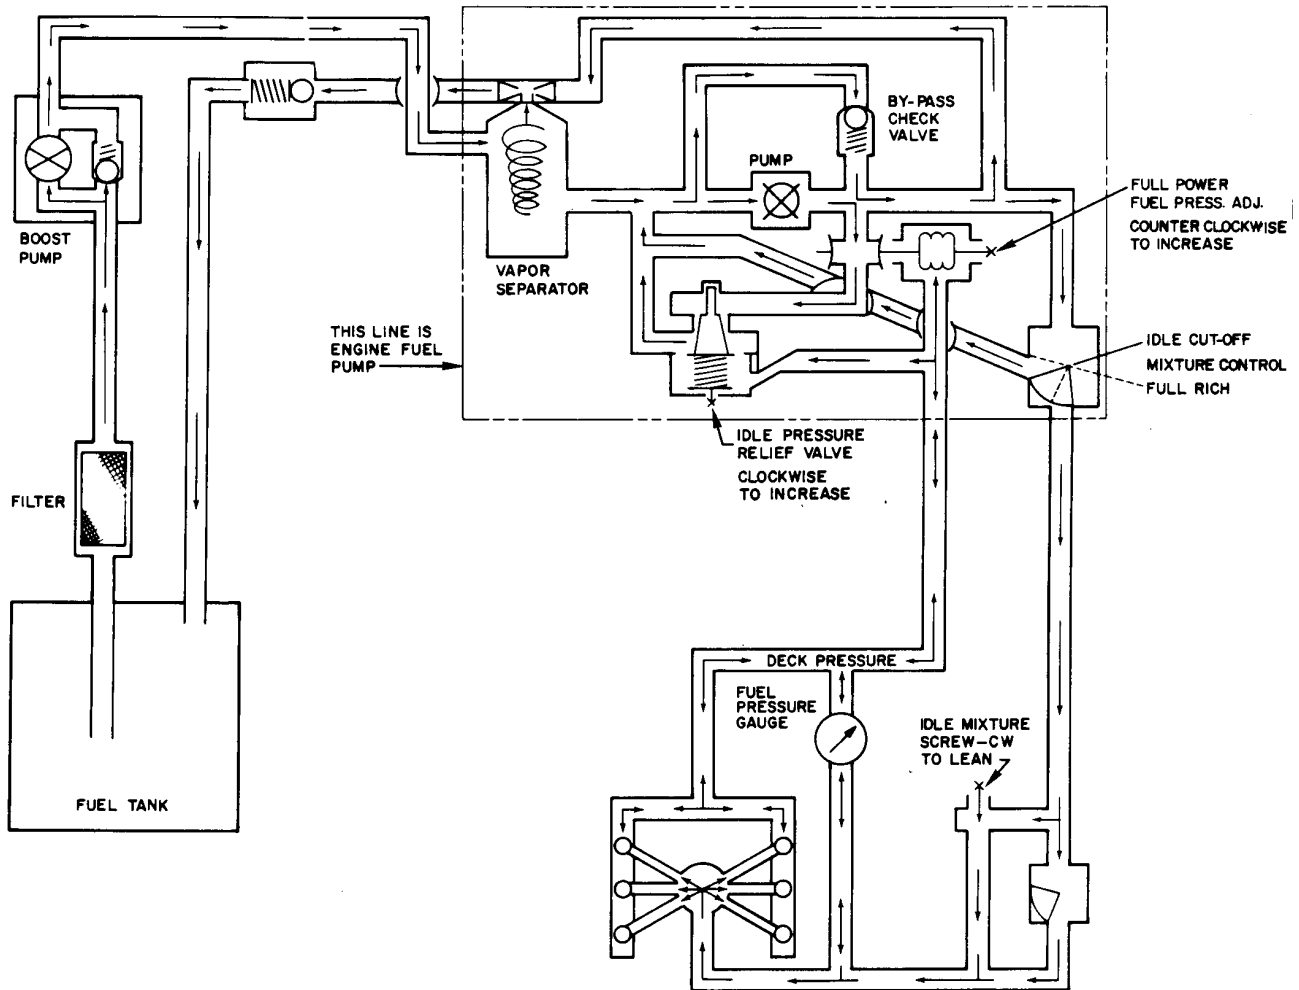 BY-PASS
CHECK
VALVE
PUMP
FULL POWER
FUEL PRESS. ADJ.
COUNTER CLOCKWISE
TO INCREASE
BOOST
PUMP
VAPOR
SEPARATOR
THIS LINE IS
ENGINE FUEL
PUMP
IDLE CUT-OFF
MIXTURE CONTROL
FULL RICH
IDLE PRESSURE
RELIEF VALVE
CLOCKWISE
TO INCREASE
FILTER
DECK PRESSURE
FUEL
PRESSURE
GAUGE
IDLE MIXTURE
SCREW-CW
TO LEAN
FUEL TANK